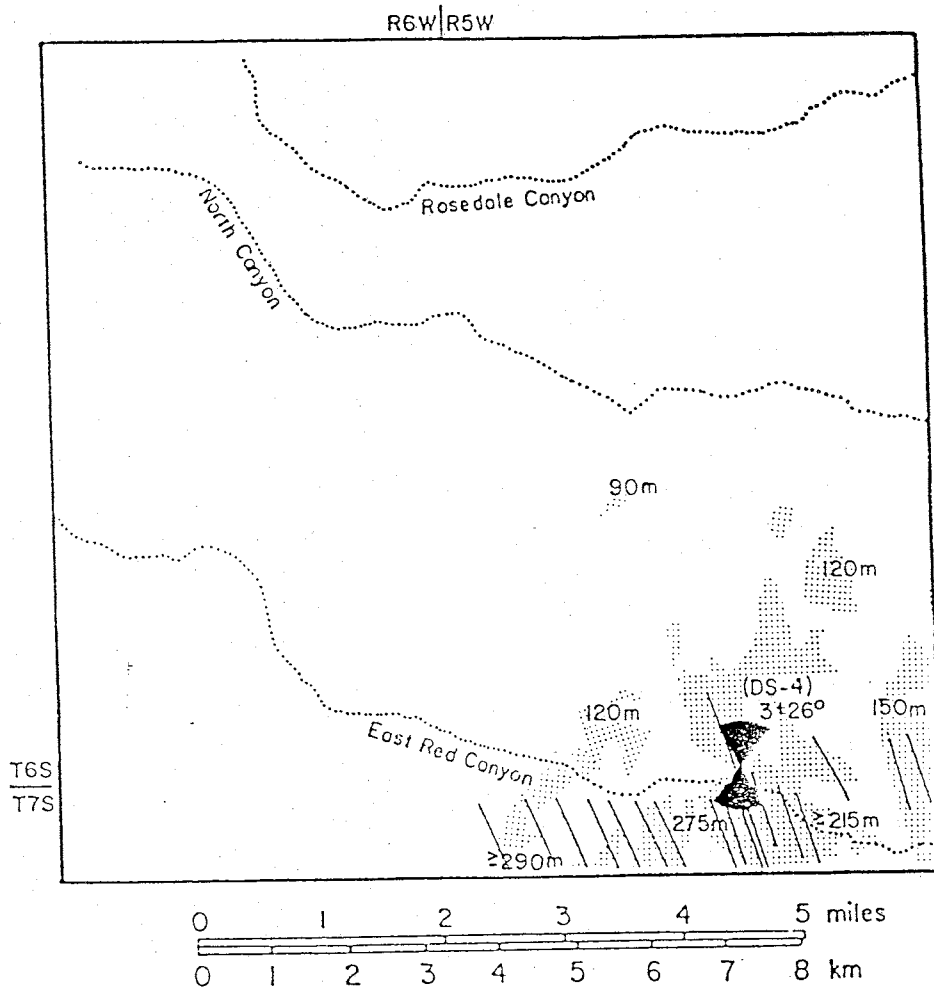 R6W R5W
Rosedale Canyon
North Canyon
90m
120m
(DS-4)
3±26°
120m
150m
East Red Canyon
T6S
T7S
275m
≥215m
≥290m
0 1 2 3 4 5 miles
0 1 2 3 4 5 6 7 8 km